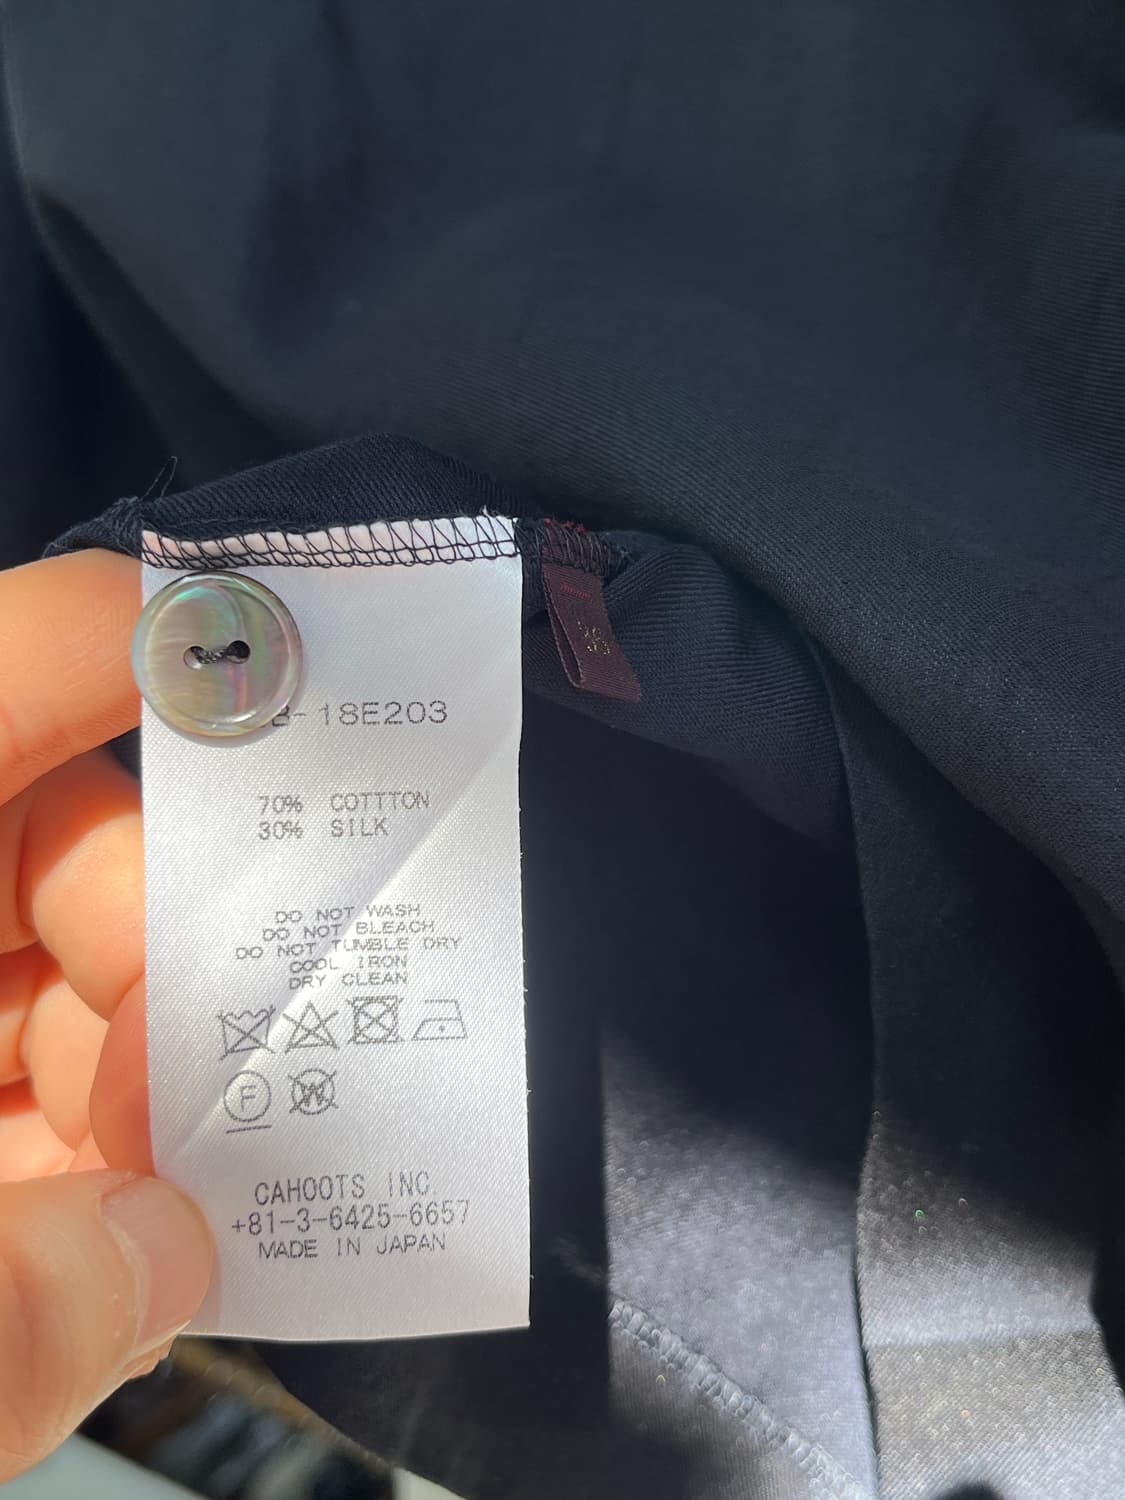 B-18E203
70% COTTTON
30% SILK
DO NOT WASH
DO NOT BLEACH
DO NOT TUMBLE DRY
COOL IRON
DRY CLEAN
F
W
CAHOOTS INC.
+81-3-6425-6657
MADE IN JAPAN
36